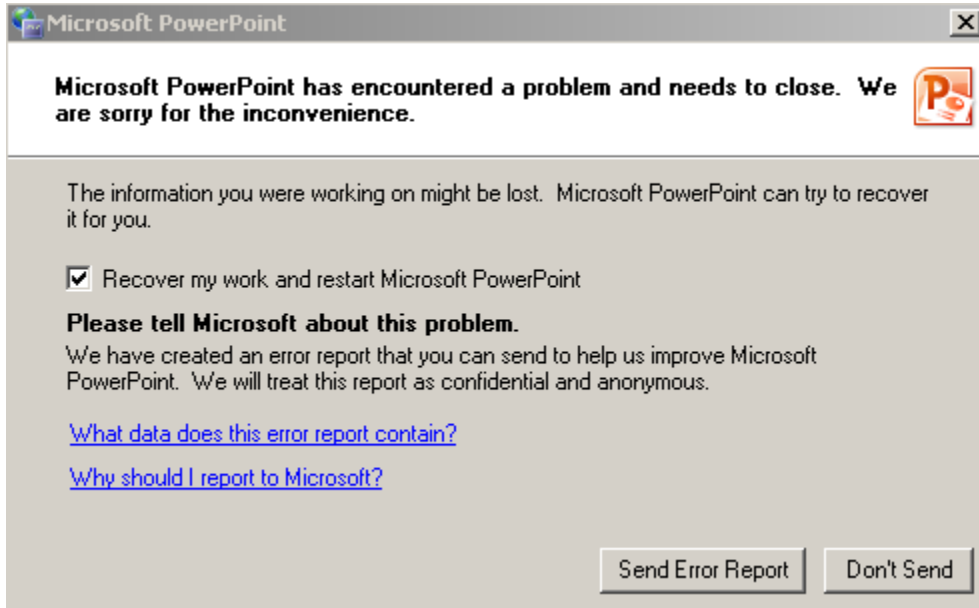 Microsoft PowerPoint
Microsoft PowerPoint has encountered a problem and needs to close. We
are sorry for the inconvenience.
The information you were working on might be lost. Microsoft PowerPoint can try to recover
it for you.
Recover my work and restart Microsoft PowerPoint
Please tell Microsoft about this problem.
We have created an error report that you can send to help us improve Microsoft
PowerPoint. We will treat this report as confidential and anonymous.
What data does this error report contain?
Why should I report to Microsoft?
Send Error Report Don't Send